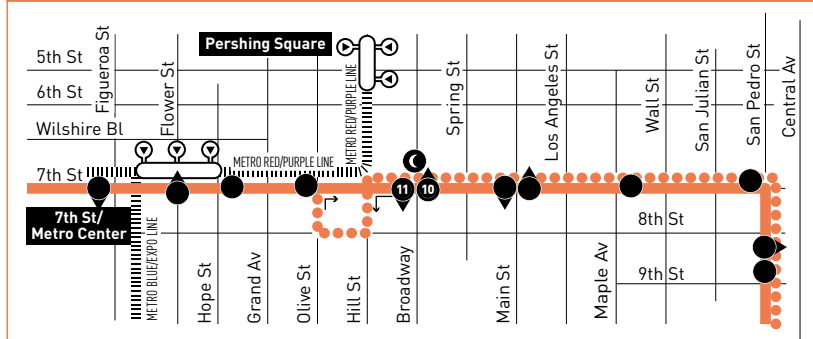 Figueroa St
Flower St
Pershing Square
Spring St
Los Angeles St
Wall St
San Julian St
San Pedro St
Central Av
5th St
6th St
Wilshire Bl
7th St
METRO RED/PURPLE LINE
METRO RED/PURPLE LINE
11
10
7th St/
Metro Center
METRO BLUE/EXPO LINE
Hope St
Grand Av
Olive St
Hill St
Broadway
Main St
Maple Av
8th St
9th St